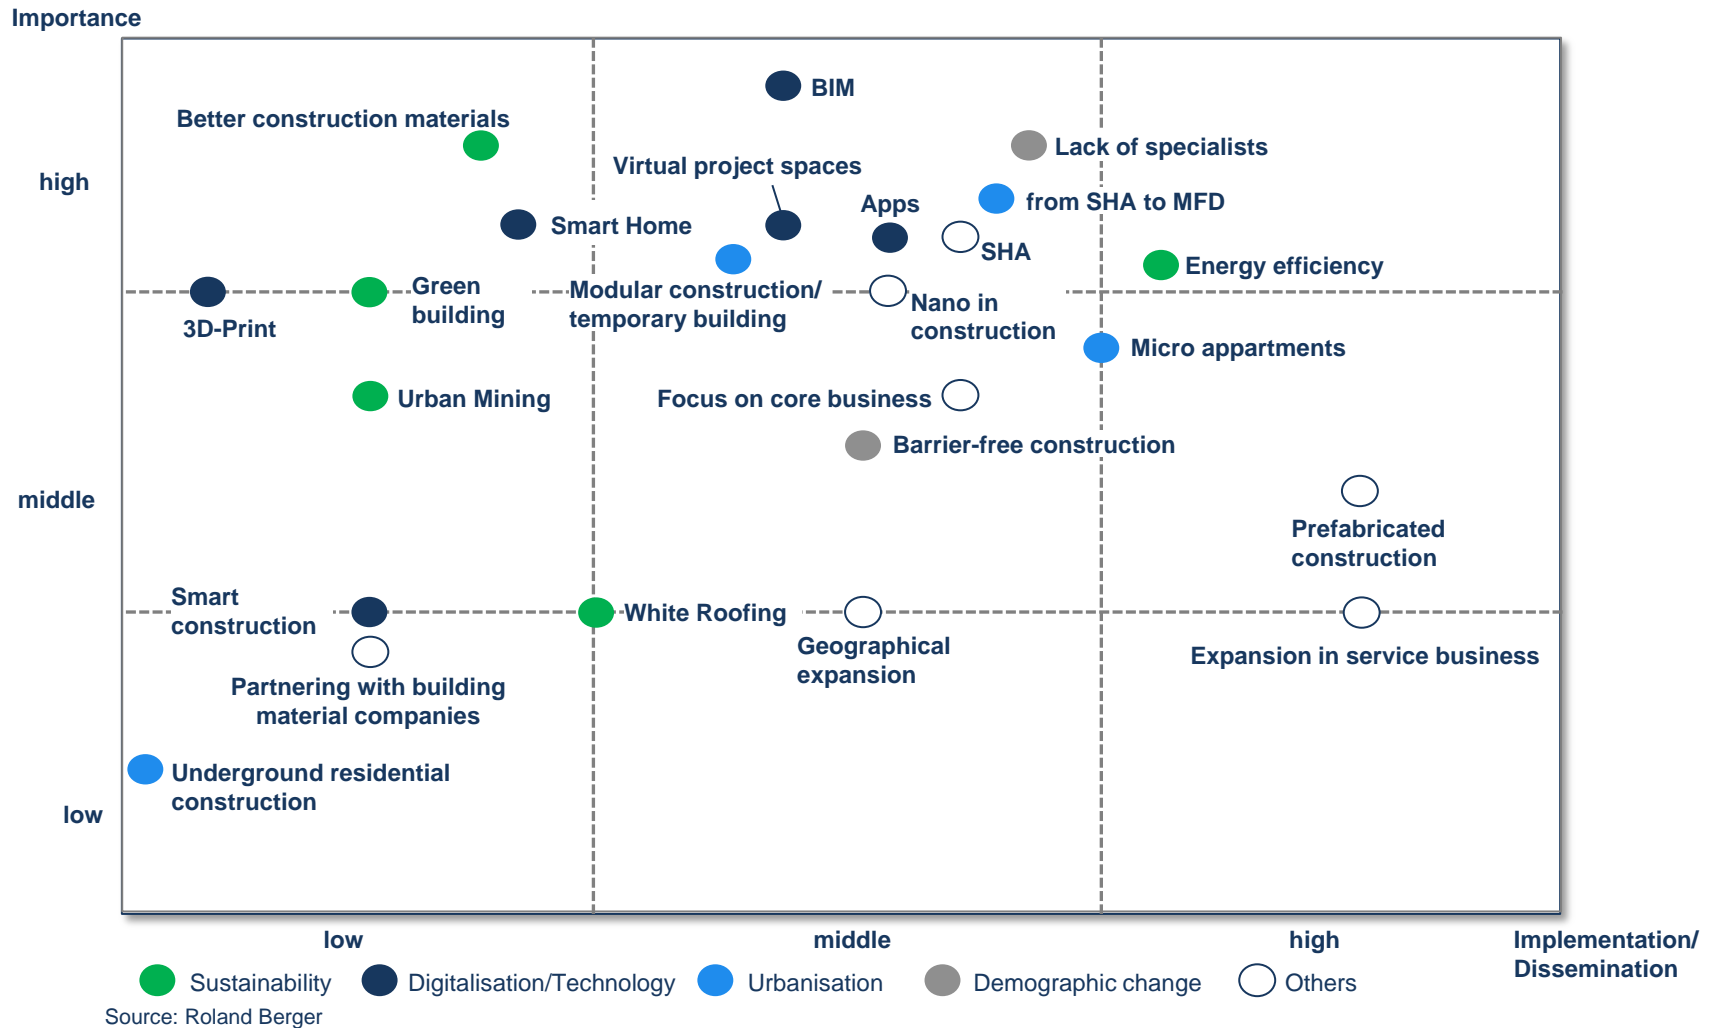 Importance
BIM
Better construction materials
Lack of specialists
Virtual project spaces
high
from SHA to MFD
Apps
Smart Home
SHA
Energy efficiency
Green
building
Modular construction/
temporary building
Nano in
construction
3D-Print
Micro appartments
Urban Mining
Focus on core business
Barrier-free construction
middle
Prefabricated
construction
Smart
construction
White Roofing
Geographical
expansion
Expansion in service business
Partnering with building
material companies
Underground residential
construction
low
low
middle
high
Implementation/
Dissemination
Sustainability
Digitalisation/Technology
Urbanisation
Demographic change
Others
Source: Roland Berger